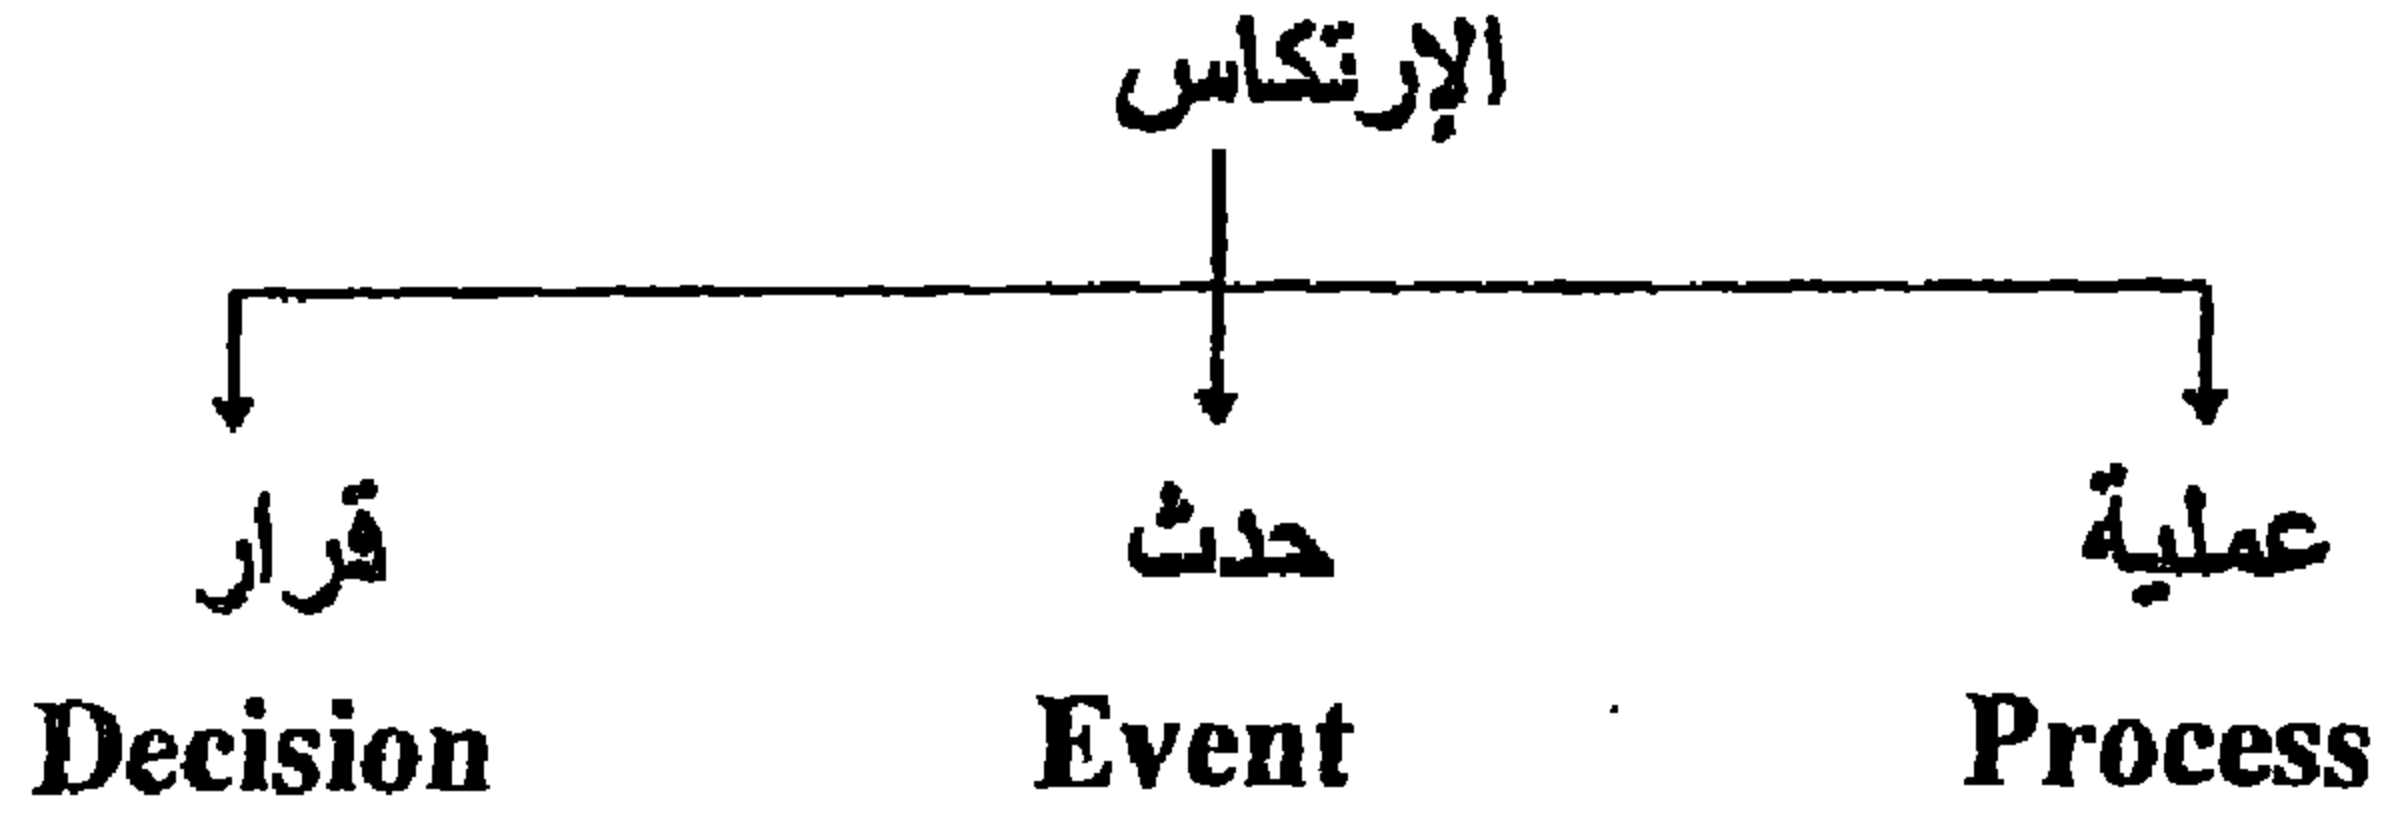 الإرتكاس
عملية حدث قرار
Decision Event Process